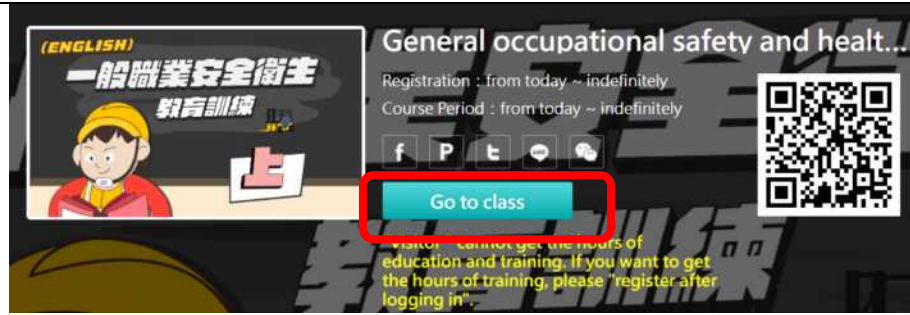 (ENGLISH)
一般職業安全衛生
教育訓練
上
General occupational safety and healt...
Registration : from today ~ indefinitely
Course Period : from today ~ indefinitely
Go to class
"Visitor" cannot get the hours of
education and training. If you want to get
the hours of training, please "register after
logging in".